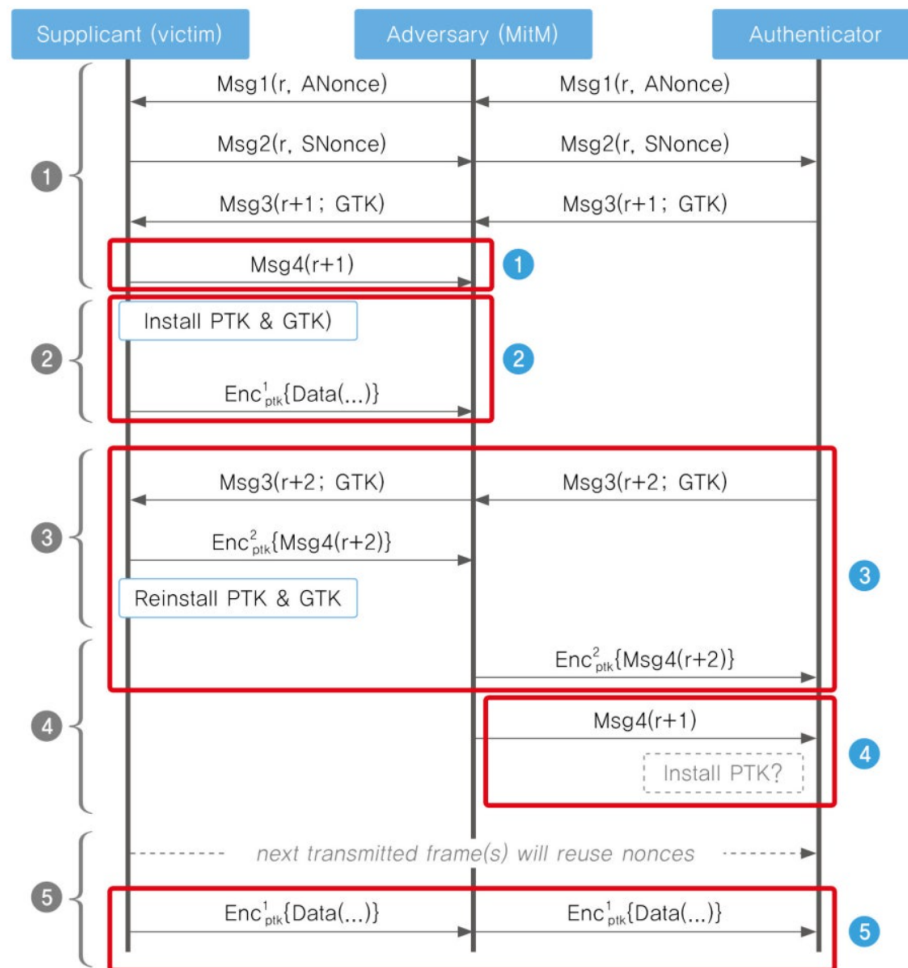 Supplicant (victim) Adversary (MitM) Authenticator
Msg1(r, ANonce) Msg1(r, ANonce)
Msg2(r, SNonce) Msg2(r, SNonce)
1
Msg3(r+1; GTK) Msg3(r+1; GTK)
Msg4(r+1) 1
Install PTK & GTK)
2 2
Enc¹ptk{Data(...)}
Msg3(r+2; GTK) Msg3(r+2; GTK)
3 Enc²ptk{Msg4(r+2)}
3
Reinstall PTK & GTK
Enc²ptk{Msg4(r+2)}
4 Msg4(r+1)
4
Install PTK?
next transmitted frame(s) will reuse nonces
5
Enc¹ptk{Data(...)} Enc¹ptk{Data(...)} 5